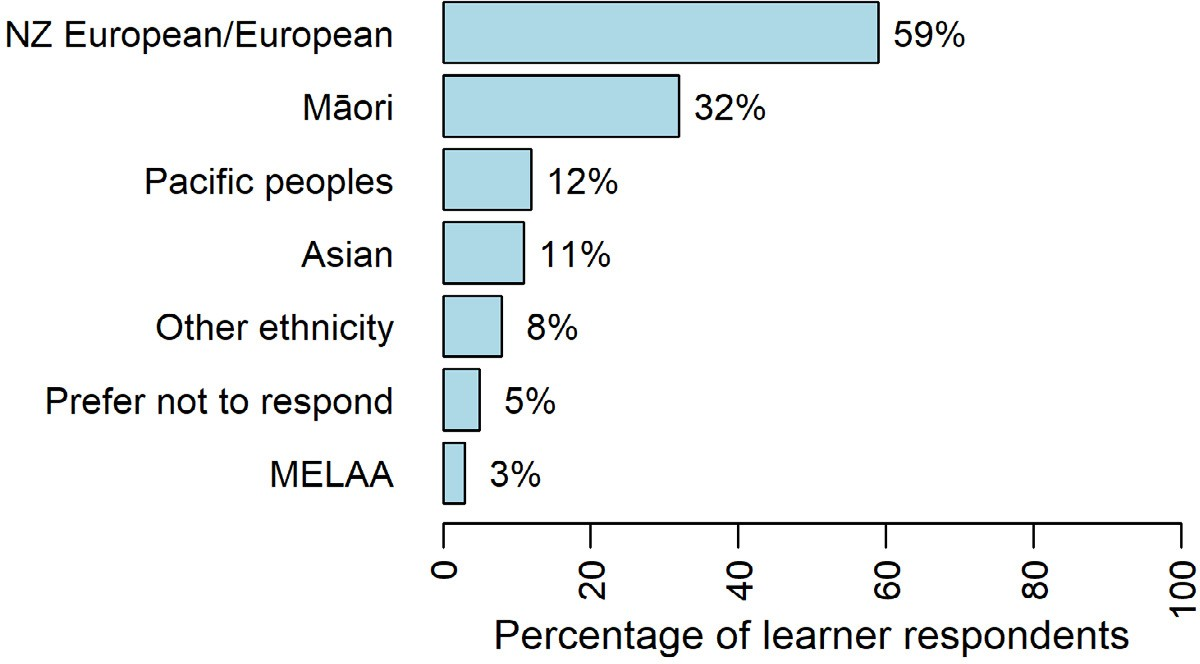 NZ European/European 59%
Māori 32%
Pacific peoples 12%
Asian 11%
Other ethnicity 8%
Prefer not to respond 5%
MELAA 3%
0 20 40 60 80 100
Percentage of learner respondents